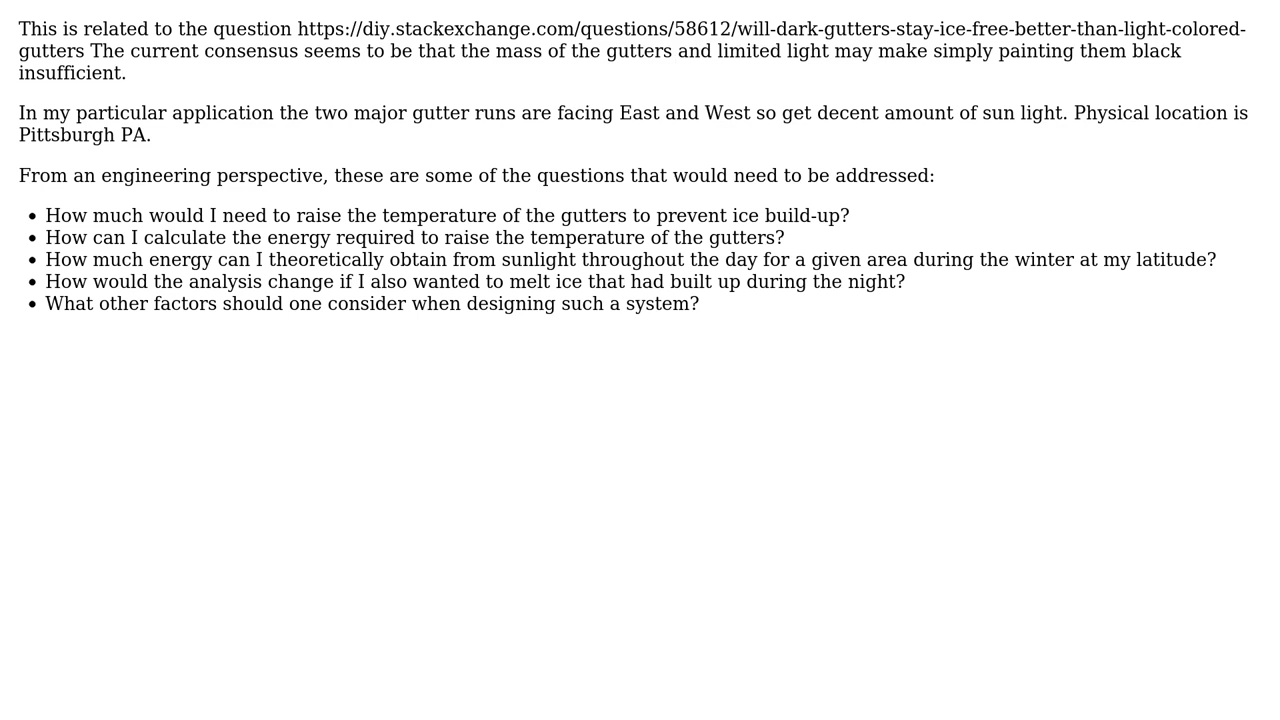 This is related to the question https://diy.stackexchange.com/questions/58612/will-dark-gutters-stay-ice-free-better-than-light-colored-
gutters The current consensus seems to be that the mass of the gutters and limited light may make simply painting them black
insufficient.
In my particular application the two major gutter runs are facing East and West so get decent amount of sun light. Physical location is
Pittsburgh PA.
From an engineering perspective, these are some of the questions that would need to be addressed:
• How much would I need to raise the temperature of the gutters to prevent ice build-up?
• How can I calculate the energy required to raise the temperature of the gutters?
• How much energy can I theoretically obtain from sunlight throughout the day for a given area during the winter at my latitude?
• How would the analysis change if I also wanted to melt ice that had built up during the night?
• What other factors should one consider when designing such a system?